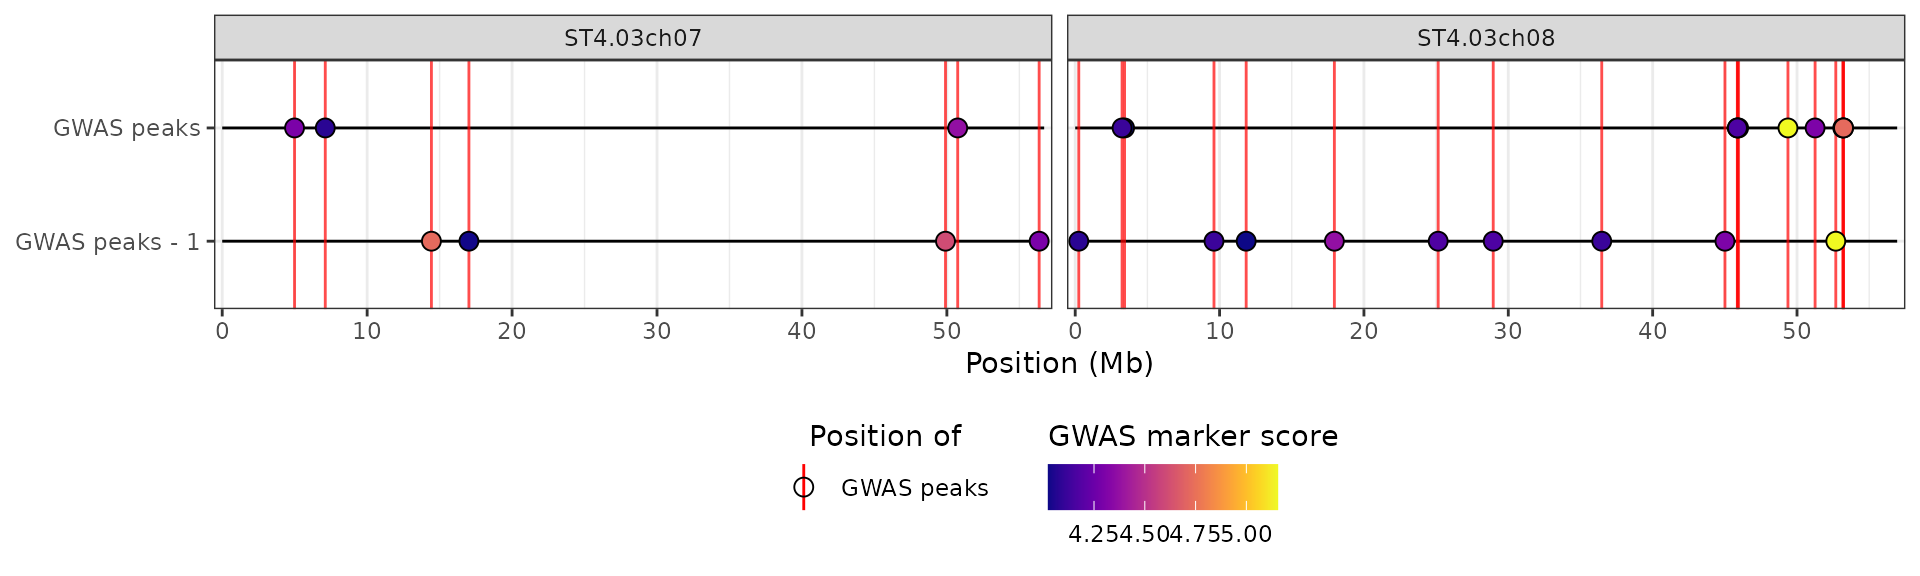 ST4.03ch07 ST4.03ch08
GWAS peaks
GWAS peaks - 1
0 10 20 30 40 50 0 10 20 30 40 50
Position (Mb)
Position of GWAS marker score
GWAS peaks
4.254.504.755.00